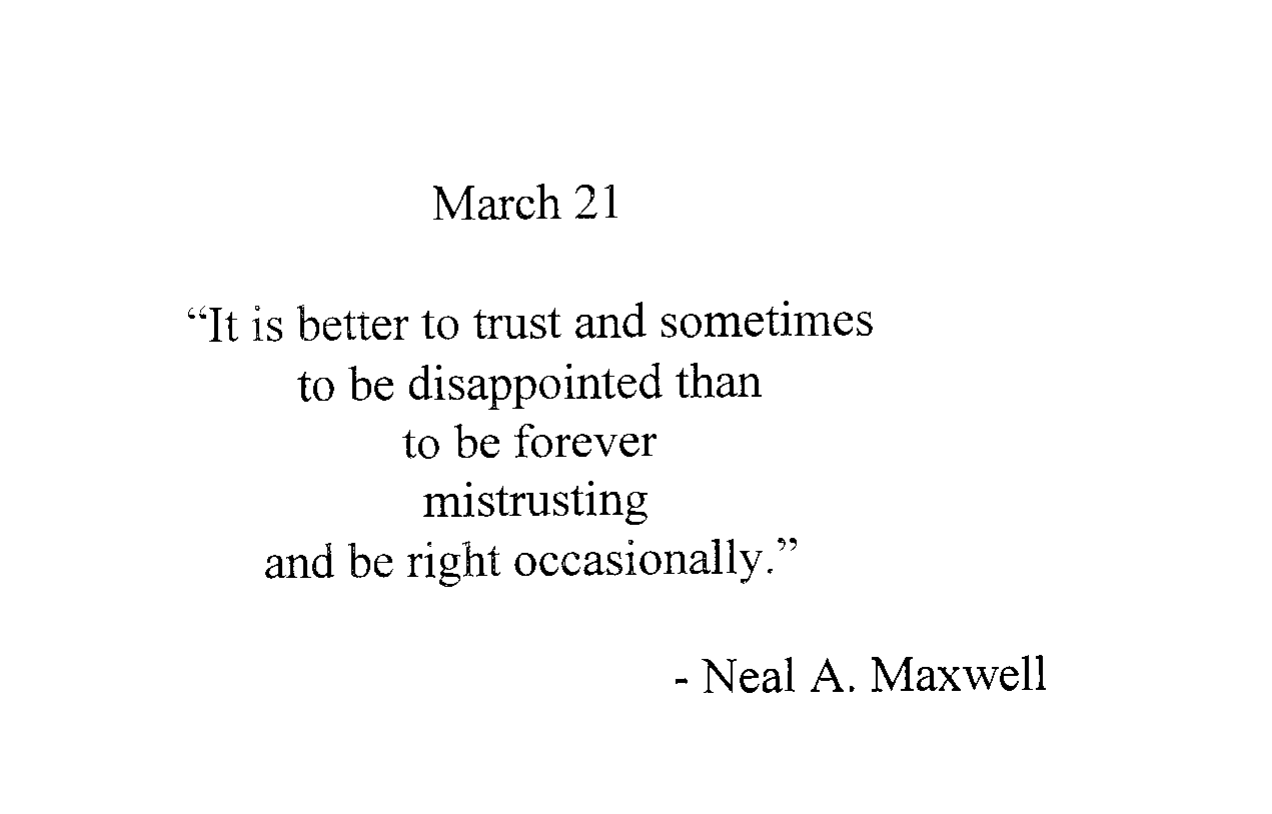 March 21
“It is better to trust and sometimes
to be disappointed than
to be forever
mistrusting
and be right occasionally.”
- Neal A. Maxwell